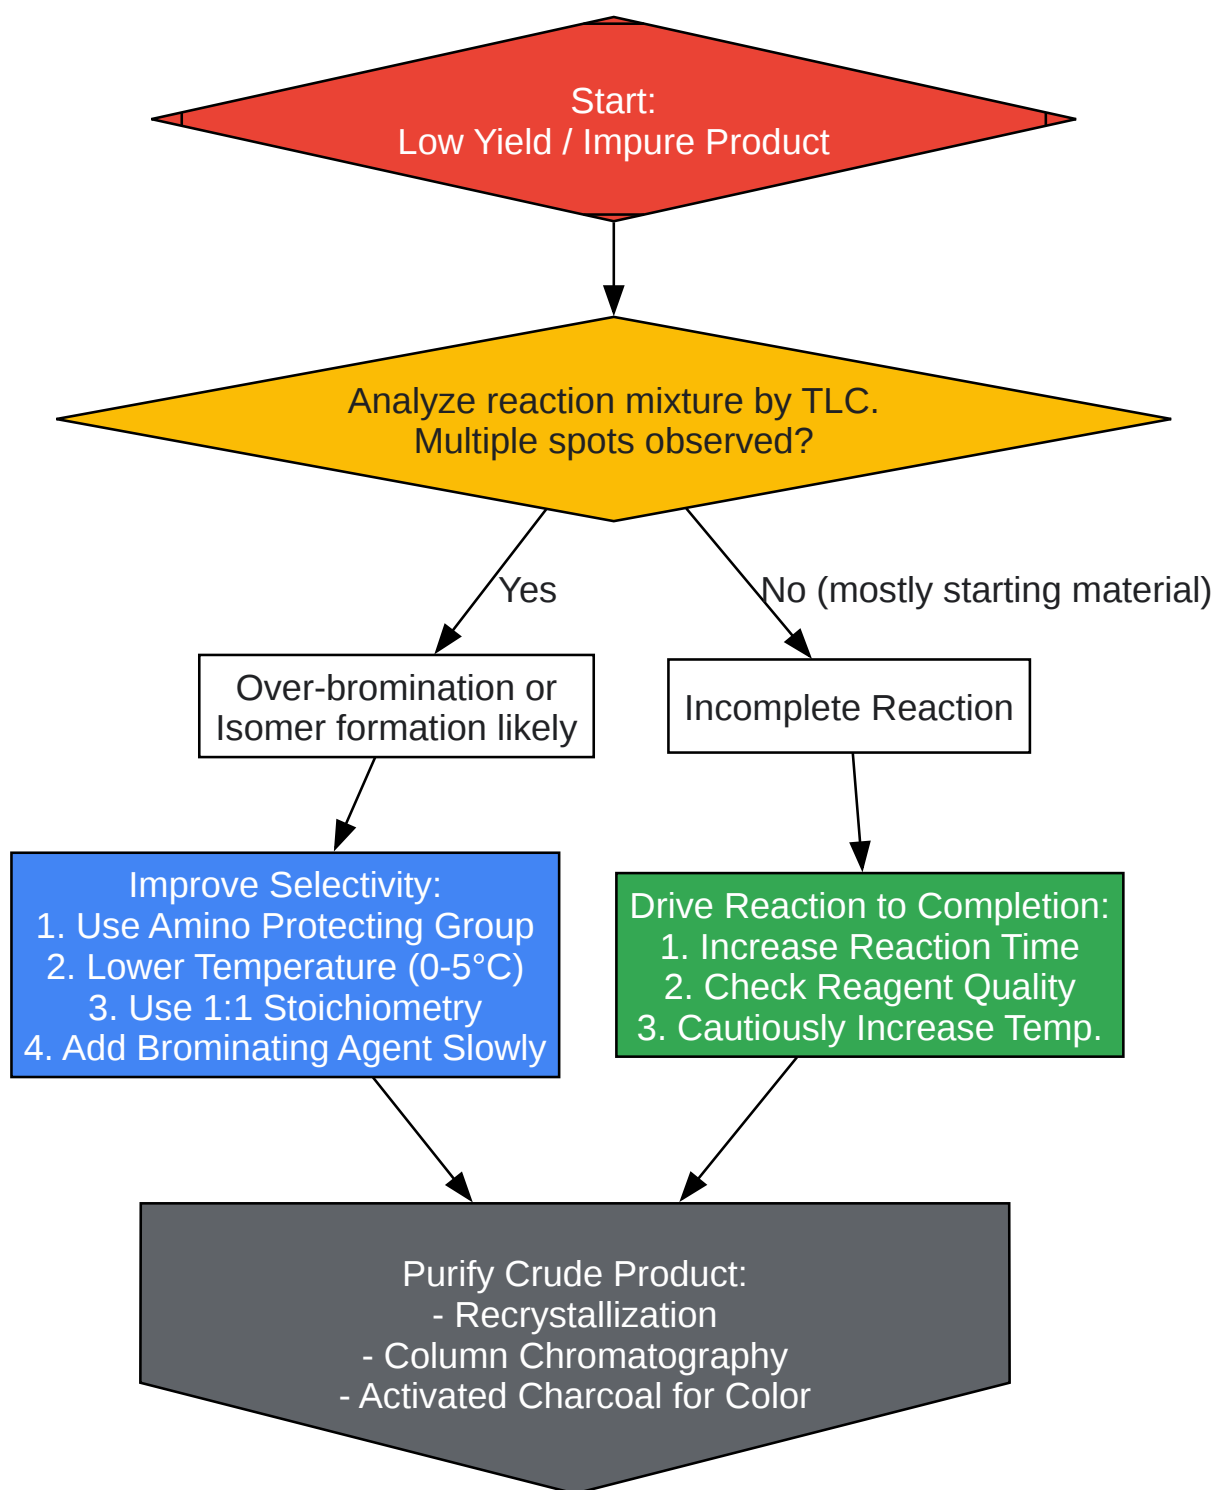 Start:
Low Yield / Impure Product
Analyze reaction mixture by TLC.
Multiple spots observed?
Yes
No (mostly starting material)
Over-bromination or
Isomer formation likely
Incomplete Reaction
Improve Selectivity:
1. Use Amino Protecting Group
2. Lower Temperature (0-5°C)
3. Use 1:1 Stoichiometry
4. Add Brominating Agent Slowly
Drive Reaction to Completion:
1. Increase Reaction Time
2. Check Reagent Quality
3. Cautiously Increase Temp.
Purify Crude Product:
- Recrystallization
- Column Chromatography
- Activated Charcoal for Color